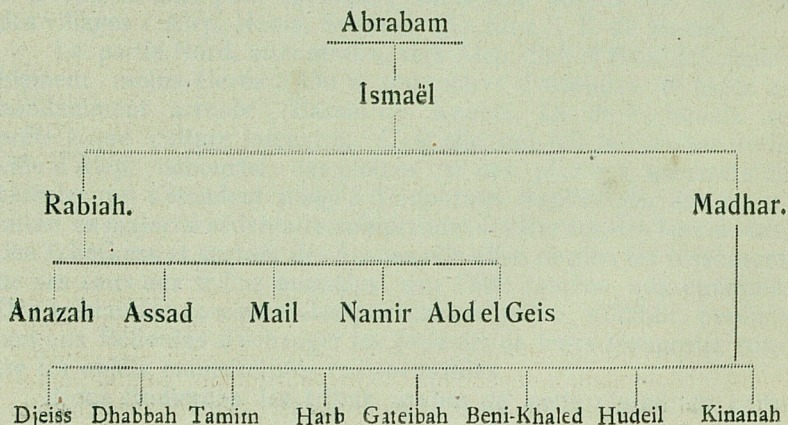 Abrabam
Ismaël
Rabiah. Madhar.
Anazah Assad Mail Namir Abd el Geis
Djeiss Dhabbah Tamim Harb Gateibah Beni-Khaled Hudeil Kinanah